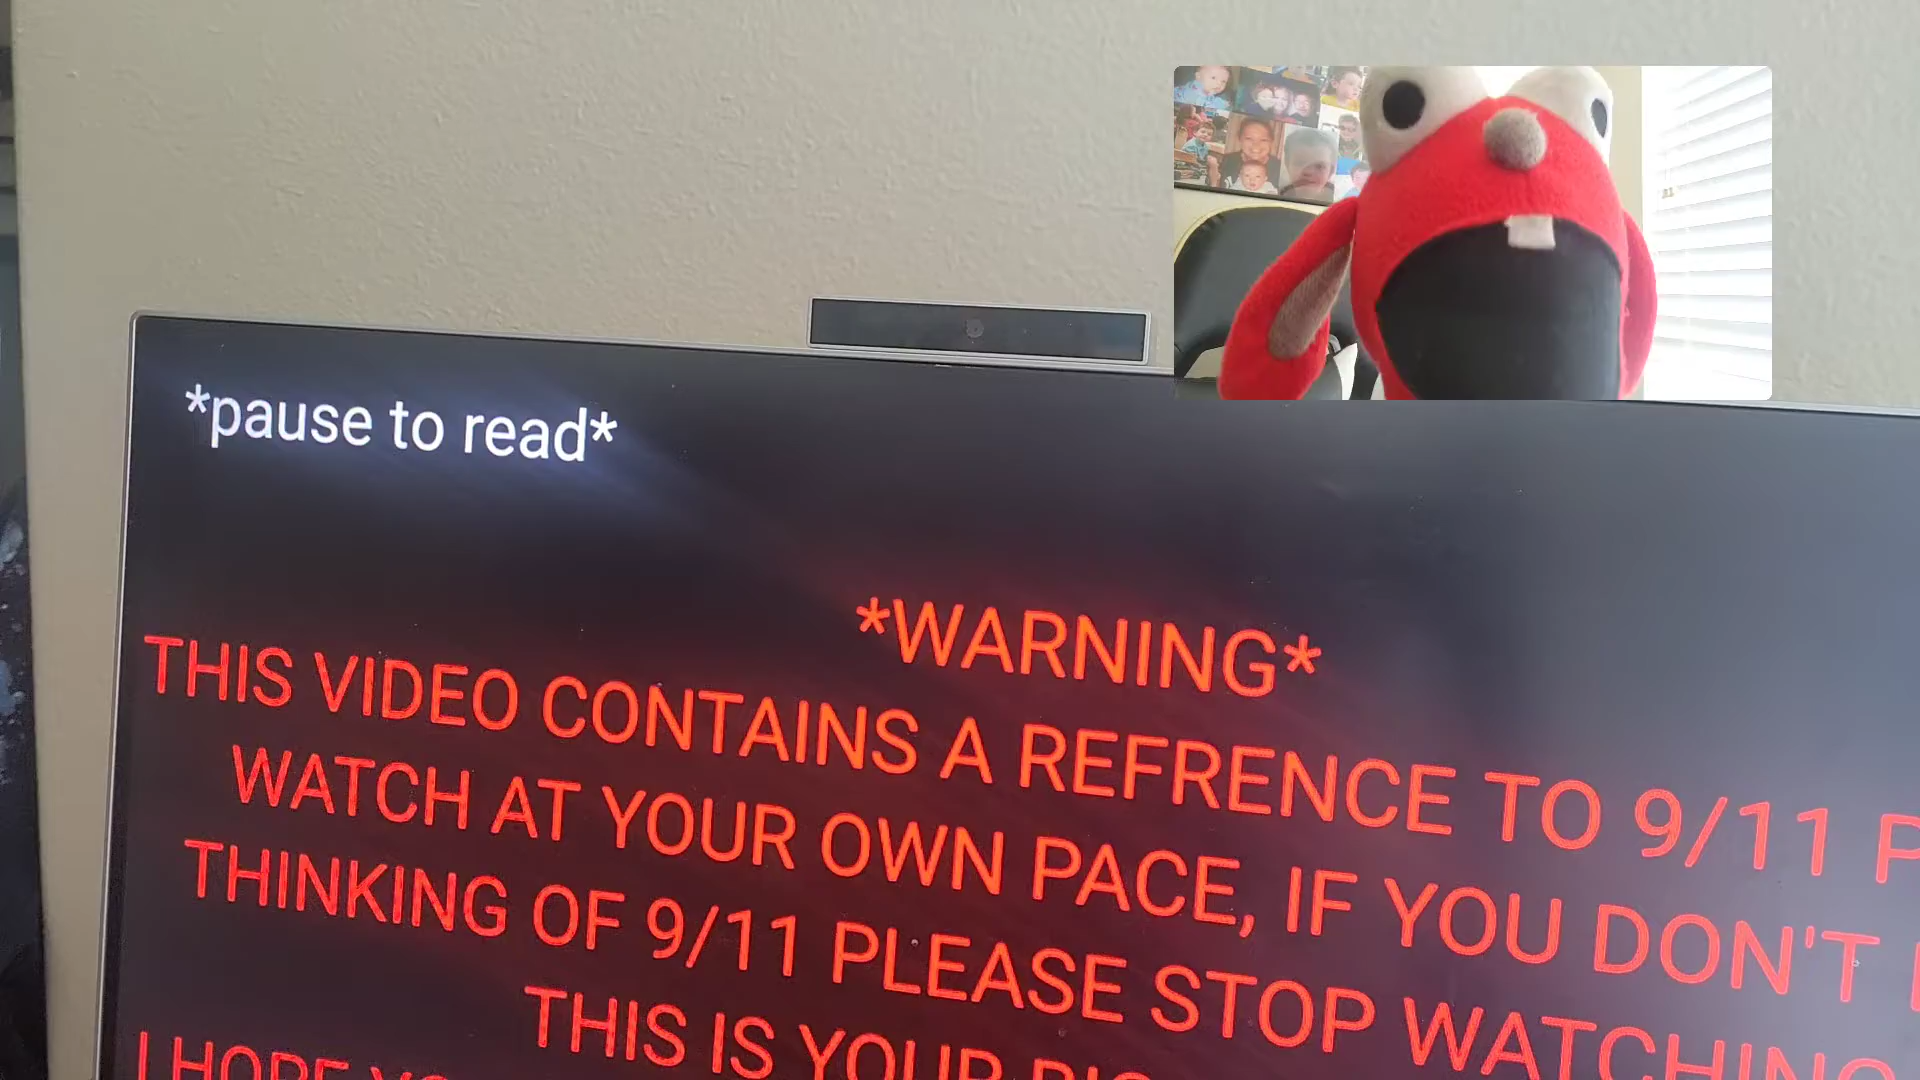 *pause to read*
*WARNING*
THIS VIDEO CONTAINS A REFRENCE TO 9/11
WATCH AT YOUR OWN PACE, IF YOU DON'T
THINKING OF 9/11 PLEASE STOP WATCHING
THIS IS YOUR
I HOPE